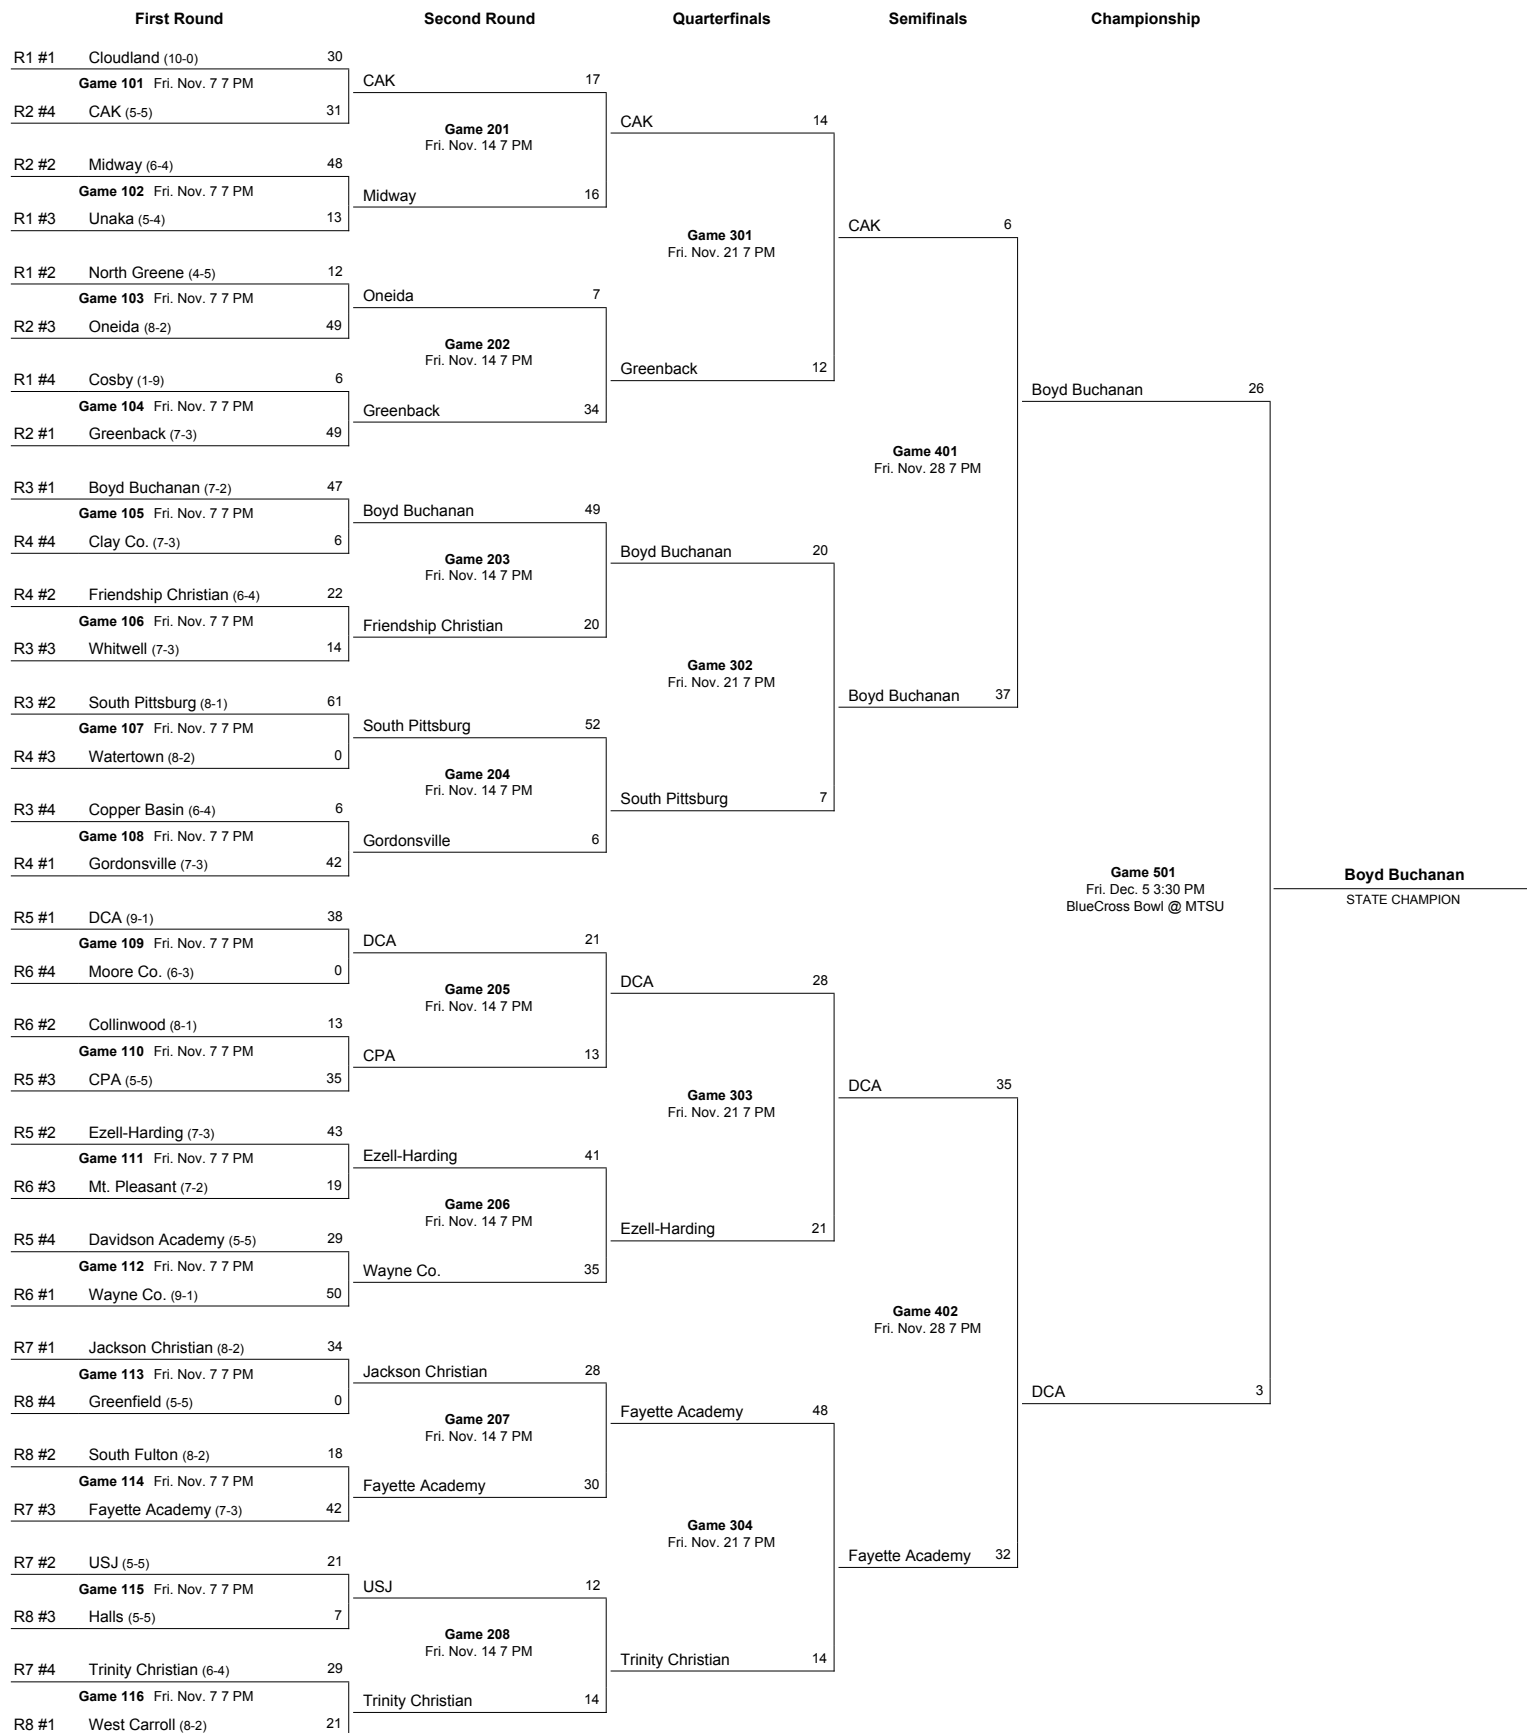 First Round Second Round Quarterfinals Semifinals Championship
R1 #1 Cloudland (10-0) 30
Game 101 Fri. Nov. 7 7 PM
R2 #4 CAK (5-5) 31
R2 #2 Midway (6-4) 48
Game 102 Fri. Nov. 7 7 PM
R1 #3 Unaka (5-4) 13
R1 #2 North Greene (4-5) 12
Game 103 Fri. Nov. 7 7 PM
R2 #3 Oneida (8-2) 49
R1 #4 Cosby (1-9) 6
Game 104 Fri. Nov. 7 7 PM
R2 #1 Greenback (7-3) 49
R3 #1 Boyd Buchanan (7-2) 47
Game 105 Fri. Nov. 7 7 PM
R4 #4 Clay Co. (7-3) 6
R4 #2 Friendship Christian (6-4) 22
Game 106 Fri. Nov. 7 7 PM
R3 #3 Whitwell (7-3) 14
R3 #2 South Pittsburg (8-1) 61
Game 107 Fri. Nov. 7 7 PM
R4 #3 Watertown (8-2) 0
R3 #4 Copper Basin (6-4) 6
Game 108 Fri. Nov. 7 7 PM
R4 #1 Gordonsville (7-3) 42
R5 #1 DCA (9-1) 38
Game 109 Fri. Nov. 7 7 PM
R6 #4 Moore Co. (6-3) 0
R6 #2 Collinwood (8-1) 13
Game 110 Fri. Nov. 7 7 PM
R5 #3 CPA (5-5) 35
R5 #2 Ezell-Harding (7-3) 43
Game 111 Fri. Nov. 7 7 PM
R6 #3 Mt. Pleasant (7-2) 19
R5 #4 Davidson Academy (5-5) 29
Game 112 Fri. Nov. 7 7 PM
R6 #1 Wayne Co. (9-1) 50
R7 #1 Jackson Christian (8-2) 34
Game 113 Fri. Nov. 7 7 PM
R8 #4 Greenfield (5-5) 0
R8 #2 South Fulton (8-2) 18
Game 114 Fri. Nov. 7 7 PM
R7 #3 Fayette Academy (7-3) 42
R7 #2 USJ (5-5) 21
Game 115 Fri. Nov. 7 7 PM
R8 #3 Halls (5-5) 7
R7 #4 Trinity Christian (6-4) 29
Game 116 Fri. Nov. 7 7 PM
R8 #1 West Carroll (8-2) 21
CAK 17
Game 201
Fri. Nov. 14 7 PM
Midway 16
Oneida 7
Game 202
Fri. Nov. 14 7 PM
Greenback 34
Boyd Buchanan 49
Game 203
Fri. Nov. 14 7 PM
Friendship Christian 20
South Pittsburg 52
Game 204
Fri. Nov. 14 7 PM
Gordonsville 6
DCA 21
Game 205
Fri. Nov. 14 7 PM
CPA 13
Ezell-Harding 41
Game 206
Fri. Nov. 14 7 PM
Wayne Co. 35
Jackson Christian 28
Game 207
Fri. Nov. 14 7 PM
Fayette Academy 30
USJ 12
Game 208
Fri. Nov. 14 7 PM
Trinity Christian 14
CAK 14
Game 301
Fri. Nov. 21 7 PM
Greenback 12
Boyd Buchanan 20
Game 302
Fri. Nov. 21 7 PM
South Pittsburg 7
DCA 28
Game 303
Fri. Nov. 21 7 PM
Ezell-Harding 21
Fayette Academy 48
Game 304
Fri. Nov. 21 7 PM
Trinity Christian 14
CAK 6
Game 401
Fri. Nov. 28 7 PM
Boyd Buchanan 37
DCA 35
Game 402
Fri. Nov. 28 7 PM
Fayette Academy 32
Boyd Buchanan 26
Game 501
Fri. Dec. 5 3:30 PM
BlueCross Bowl @ MTSU
DCA 3
Boyd Buchanan
STATE CHAMPION